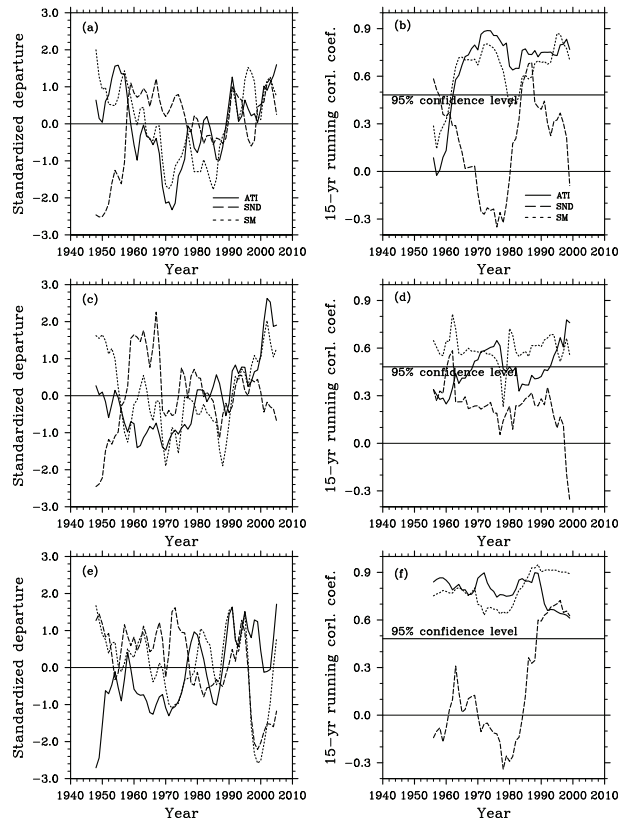 (a)
3.0
2.0
1.0
0.0
-1.0
-2.0
-3.0
Standardized departure
ATI
SND
SM
1940 1950 1960 1970 1980 1990 2000 2010
Year
(b)
0.9
0.6
0.3
0.0
-0.3
15-yr running corl. coef.
95% confidence level
ATI
SND
SM
1940 1950 1960 1970 1980 1990 2000 2010
Year
(c)
3.0
2.0
1.0
0.0
-1.0
-2.0
-3.0
Standardized departure
1940 1950 1960 1970 1980 1990 2000 2010
Year
(d)
0.9
0.6
0.3
0.0
-0.3
15-yr running corl. coef.
95% confidence level
1940 1950 1960 1970 1980 1990 2000 2010
Year
(e)
3.0
2.0
1.0
0.0
-1.0
-2.0
-3.0
Standardized departure
1940 1950 1960 1970 1980 1990 2000 2010
Year
(f)
0.9
0.6
0.3
0.0
-0.3
15-yr running corl. coef.
95% confidence level
1940 1950 1960 1970 1980 1990 2000 2010
Year